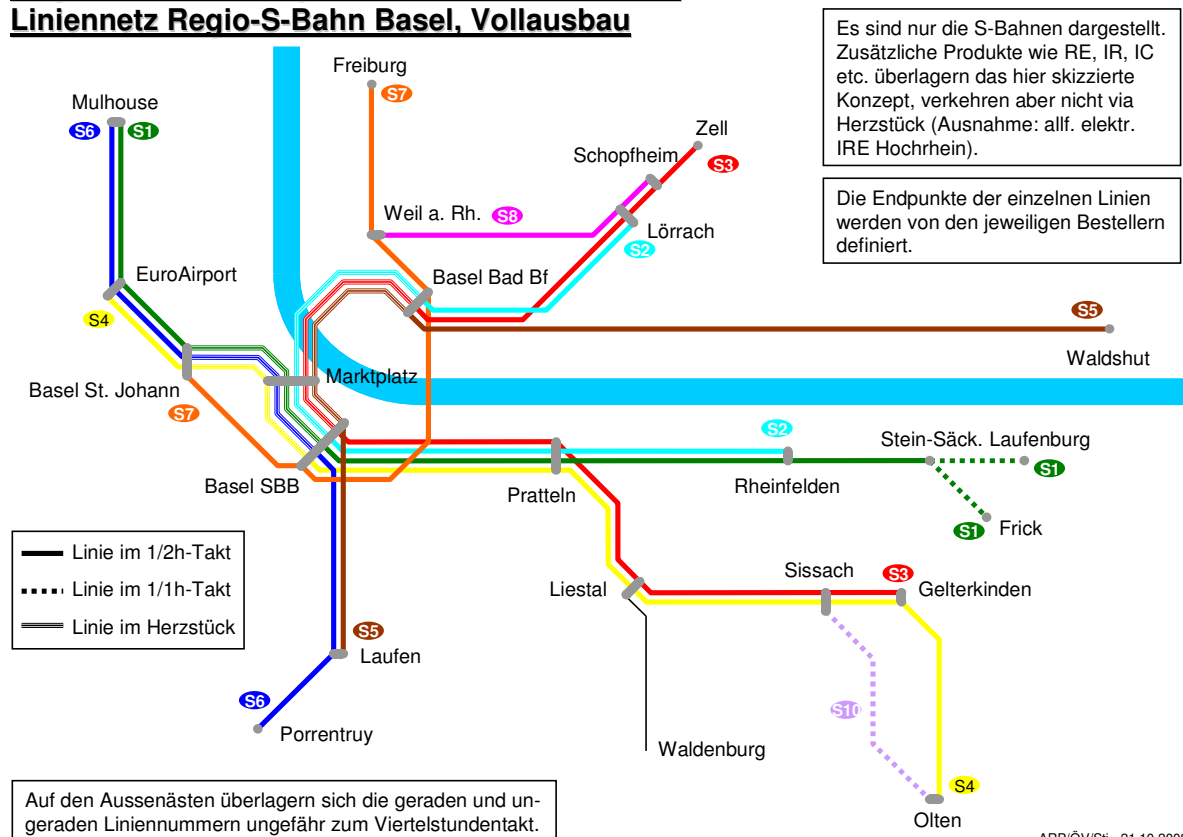 Liniennetz Regio-S-Bahn Basel, Vollausbau
Es sind nur die S-Bahnen dargestellt.
Zusätzliche Produkte wie RE, IR, IC
etc. überlagern das hier skizzierte
Konzept, verkehren aber nicht via
Herzstück (Ausnahme: allf. elektr.
IRE Hochrhein).
Die Endpunkte der einzelnen Linien
werden von den jeweiligen Bestellern
definiert.
Freiburg
S7
Mulhouse
S6 S1
Zell
S3
Schopfheim
Weil a. Rh. S8
Lörrach
S2
EuroAirport
Basel Bad Bf
S4
S5
Waldshut
Marktplatz
Basel St. Johann
S7
S2
Stein-Säck. Laufenburg
S1
Basel SBB
Pratteln
Rheinfelden
S1
Frick
Linie im 1/2h-Takt
Linie im 1/1h-Takt
Linie im Herzstück
Liestal
Sissach
S3
Gelterkinden
S5
Laufen
S6
Porrentruy
S10
Waldenburg
S4
Olten
Auf den Aussenästen überlagern sich die geraden und un-
geraden Liniennummern ungefähr zum Viertelstundentakt.